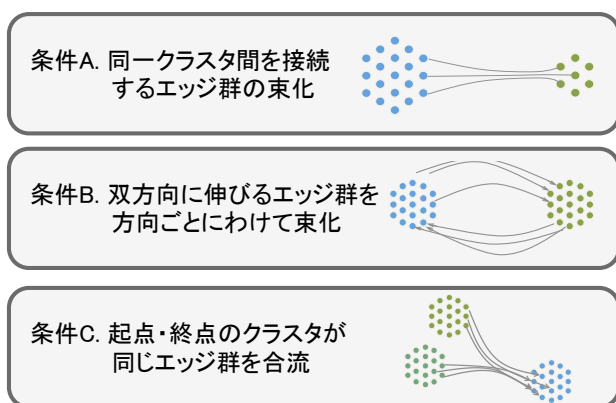 条件A. 同一クラスタ間を接続
するエッジ群の束化
条件B. 双方向に伸びるエッジ群を
方向ごとにわけて束化
条件C. 起点・終点のクラスタが
同じエッジ群を合流